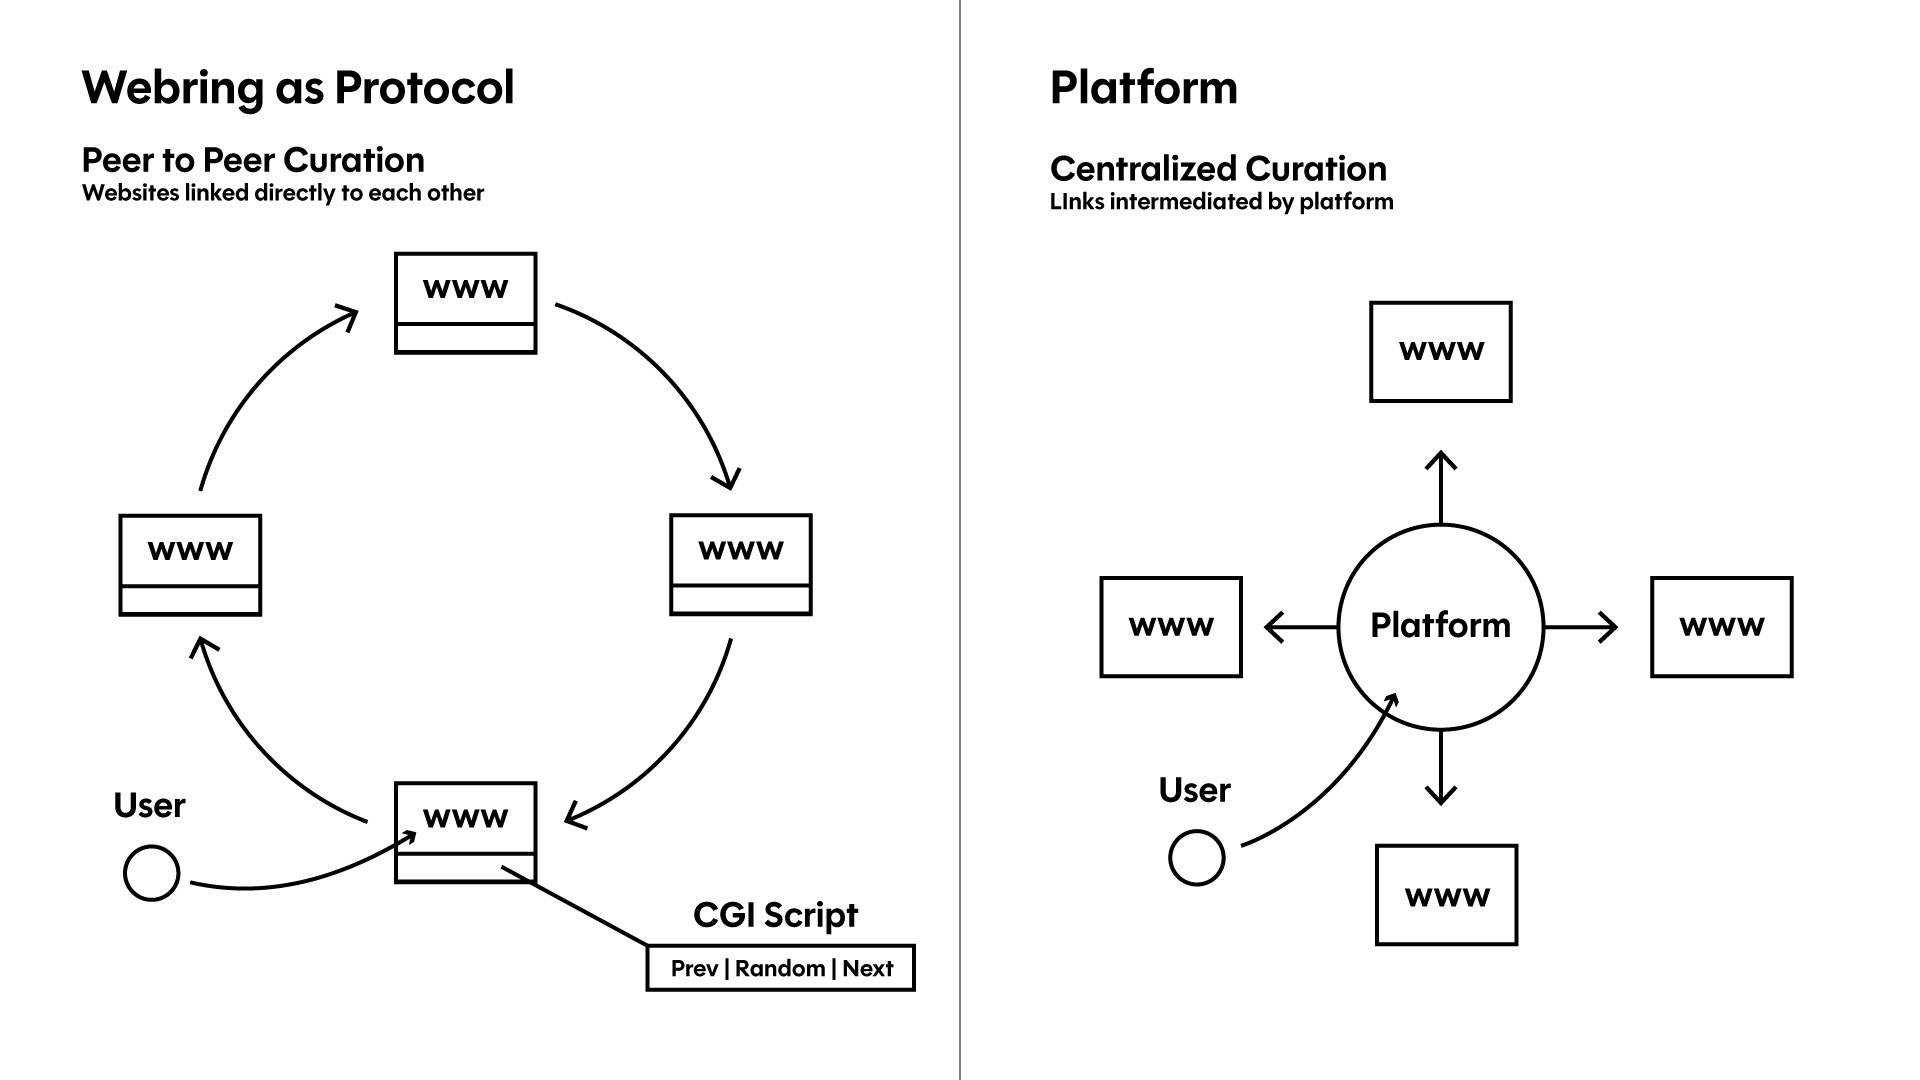 Webring as Protocol
Peer to Peer Curation
Websites linked directly to each other
www
www
www
User
www
CGI Script
Prev | Random | Next
Platform
Centralized Curation
LInks intermediated by platform
www
www
Platform
www
User
www